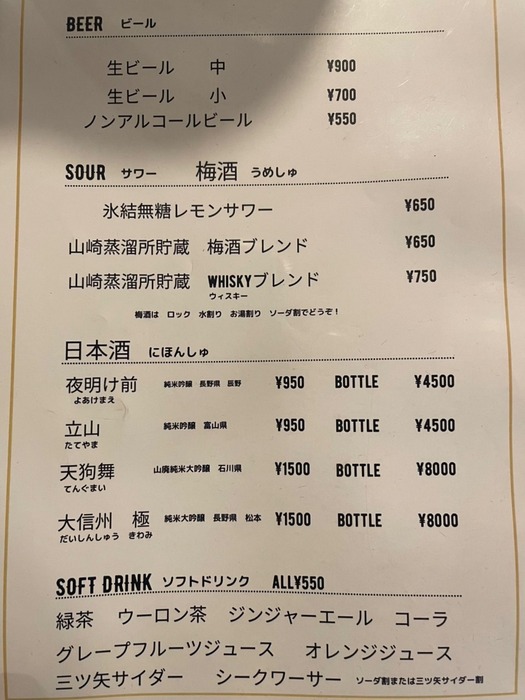 BEER ビール
生ビール 中 ¥900
生ビール 小 ¥700
ノンアルコールビール ¥550
SOUR サワー 梅酒 うめしゅ
氷結無糖レモンサワー ¥650
山崎蒸溜所貯蔵 梅酒ブレンド ¥650
山崎蒸溜所貯蔵 WHISKYブレンド ¥750
ウィスキー
梅酒は ロック 水割り お湯割り ソーダ割でどうぞ！
日本酒 にほんしゅ
夜明け前 純米吟醸 長野県 辰野 ¥950 BOTTLE ¥4500
よあけまえ
立山 純米吟醸 富山県 ¥950 BOTTLE ¥4500
たてやま
天狗舞 山廃純米大吟醸 石川県 ¥1500 BOTTLE ¥8000
てんぐまい
大信州 極 純米大吟醸 長野県 松本 ¥1500 BOTTLE ¥8000
だいしんしゅう きわみ
SOFT DRINK ソフトドリンク ALL¥550
緑茶 ウーロン茶 ジンジャーエール コーラ
グレープフルーツジュース オレンジジュース
三ツ矢サイダー シークワーサー ソーダ割または三ツ矢サイダー割